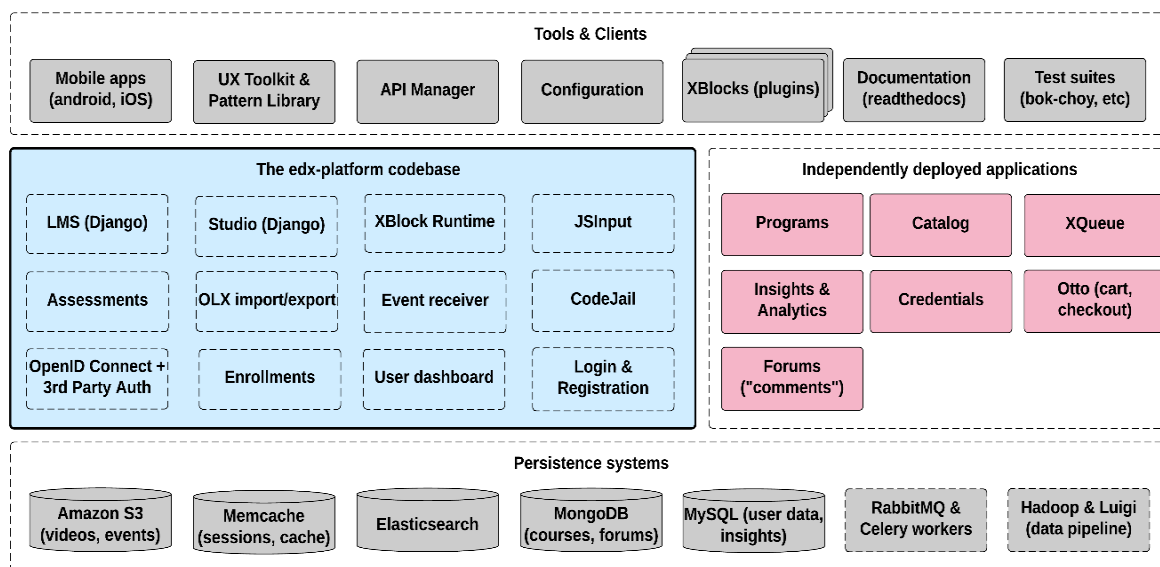 Tools & Clients
Mobile apps
(android, iOS)
UX Toolkit &
Pattern Library
API Manager
Configuration
XBlocks (plugins)
Documentation
(readthedocs)
Test suites
(bok-choy, etc)
The edx-platform codebase
LMS (Django)
Studio (Django)
XBlock Runtime
JSInput
Assessments
OLX import/export
Event receiver
CodeJail
OpenID Connect +
3rd Party Auth
Enrollments
User dashboard
Login &
Registration
Independently deployed applications
Programs
Catalog
XQueue
Insights &
Analytics
Credentials
Otto (cart,
checkout)
Forums
("comments")
Persistence systems
Amazon S3
(videos, events)
Memcache
(sessions, cache)
Elasticsearch
MongoDB
(courses, forums)
MySQL (user data,
insights)
RabbitMQ &
Celery workers
Hadoop & Luigi
(data pipeline)